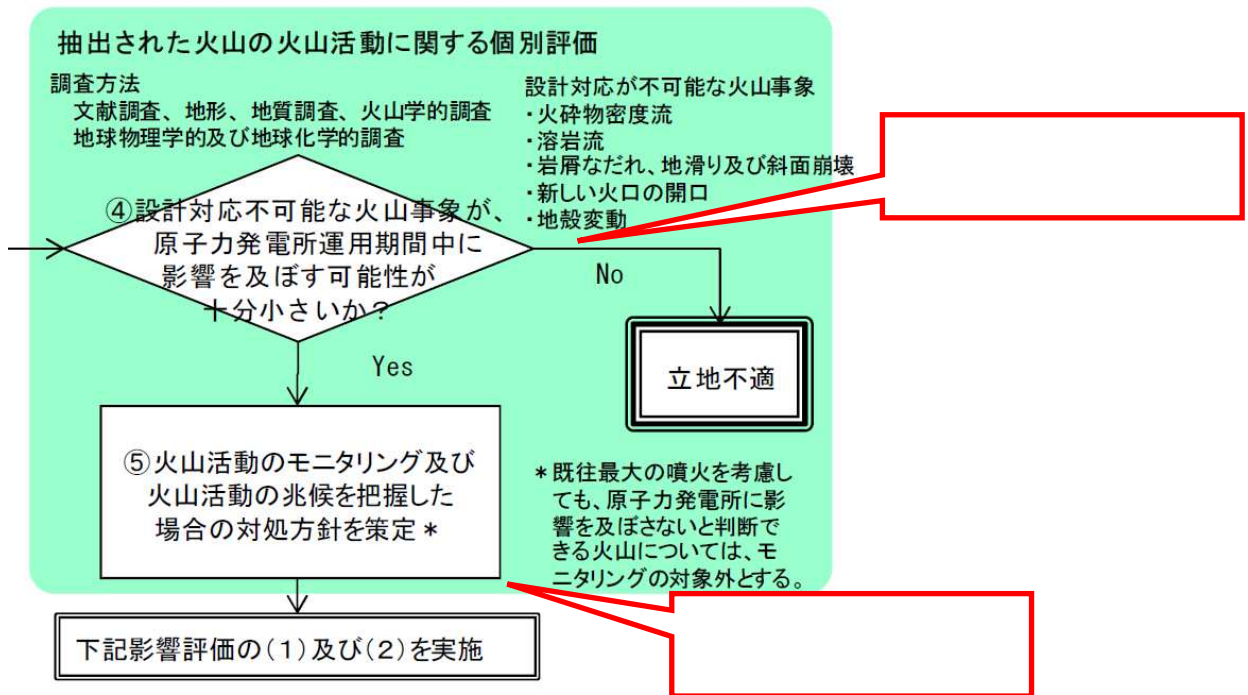 抽出された火山の火山活動に関する個別評価
調査方法
文献調査、地形、地質調査、火山学的調査
地球物理学的及び地球化学的調査
設計対応が不可能な火山事象
・火砕物密度流
・溶岩流
・岩屑なだれ、地滑り及び斜面崩壊
・新しい火口の開口
・地殻変動
④設計対応不可能な火山事象が、
原子力発電所運用期間中に
影響を及ぼす可能性が
十分小さいか？
No
立地不適
Yes
⑤火山活動のモニタリング及び
火山活動の兆候を把握した
場合の対処方針を策定＊
＊既往最大の噴火を考慮し
ても、原子力発電所に影
響を及ぼさないと判断で
きる火山については、モ
ニタリングの対象外とする。
下記影響評価の(1)及び(2)を実施